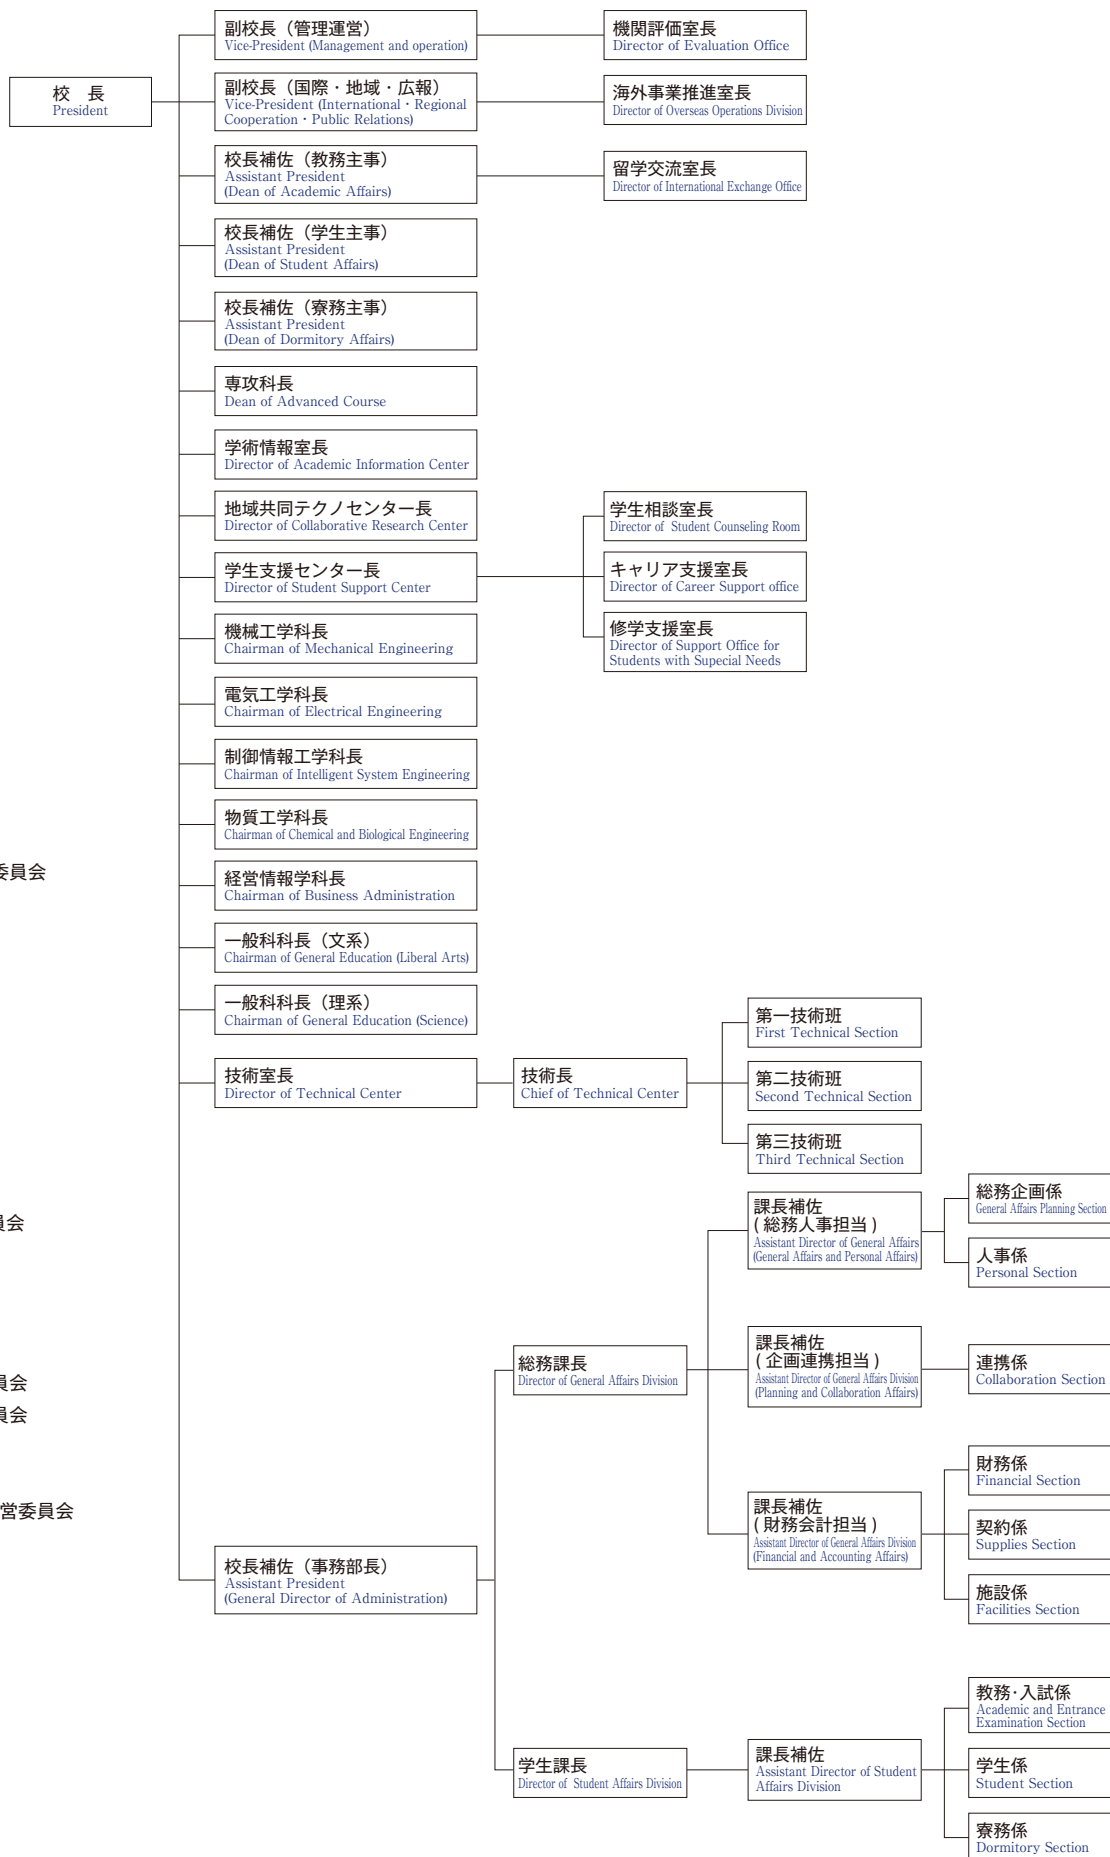 校　長
President
副校長（管理運営）
Vice-President (Management and operation)
機関評価室長
Director of Evaluation Office
副校長（国際・地域・広報）
Vice-President (International・Regional
Cooperation・Public Relations)
海外事業推進室長
Director of Overseas Operations Division
校長補佐（教務主事）
Assistant President
(Dean of Academic Affairs)
留学交流室長
Director of International Exchange Office
校長補佐（学生主事）
Assistant President
(Dean of Student Affairs)
校長補佐（寮務主事）
Assistant President
(Dean of Dormitory Affairs)
専攻科長
Dean of Advanced Course
学術情報室長
Director of Academic Information Center
地域共同テクノセンター長
Director of Collaborative Research Center
学生支援センター長
Director of Student Support Center
学生相談室長
Director of Student Counseling Room
キャリア支援室長
Director of Career Support office
修学支援室長
Director of Support Office for
Students with Supecial Needs
機械工学科長
Chairman of Mechanical Engineering
電気工学科長
Chairman of Electrical Engineering
制御情報工学科長
Chairman of Intelligent System Engineering
物質工学科長
Chairman of Chemical and Biological Engineering
委員会
経営情報学科長
Chairman of Business Administration
一般科科長（文系）
Chairman of General Education (Liberal Arts)
一般科科長（理系）
Chairman of General Education (Science)
技術室長
Director of Technical Center
技術長
Chief of Technical Center
第一技術班
First Technical Section
第二技術班
Second Technical Section
第三技術班
Third Technical Section
員会
員会
員会
営委員会
校長補佐（事務部長）
Assistant President
(General Director of Administration)
総務課長
Director of General Affairs Division
課長補佐
( 総務人事担当 )
Assistant Director of General Affairs
(General Affairs and Personal Affairs)
総務企画係
General Affairs Planning Section
人事係
Personal Section
課長補佐
( 企画連携担当 )
Assistant Director of General Affairs Division
(Planning and Collaboration Affairs)
連携係
Collaboration Section
課長補佐
( 財務会計担当 )
Assistant Director of General Affairs Division
(Financial and Accounting Affairs)
財務係
Financial Section
契約係
Supplies Section
施設係
Facilities Section
学生課長
Director of Student Affairs Division
課長補佐
Assistant Director of Student
Affairs Division
教務･入試係
Academic and Entrance
Examination Section
学生係
Student Section
寮務係
Dormitory Section